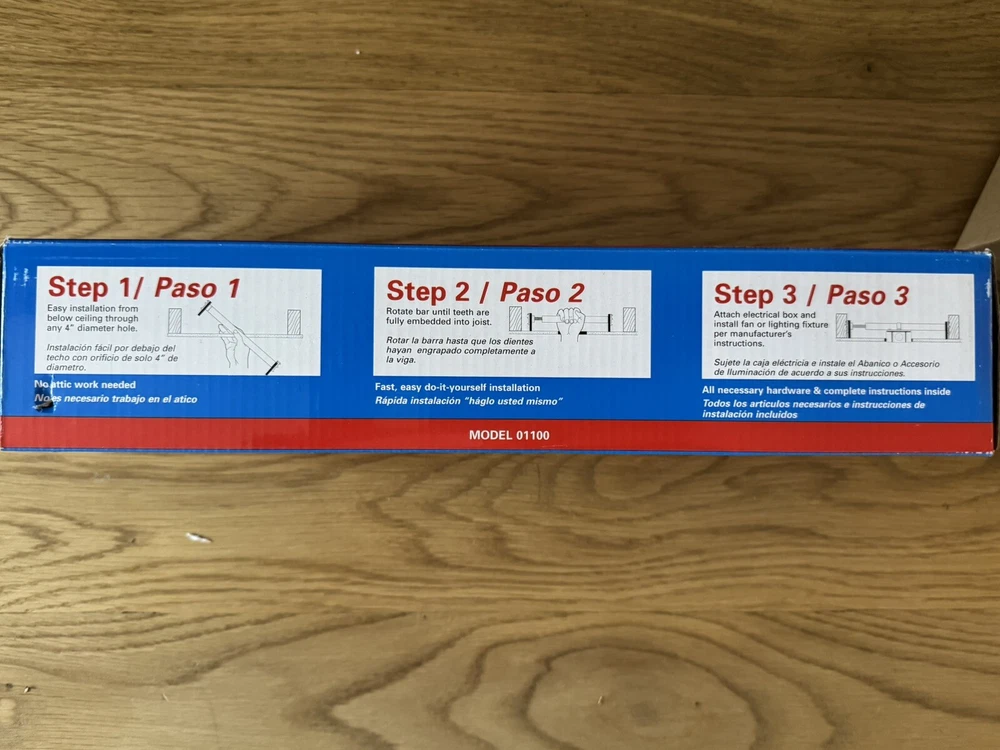 Step 1/ Paso 1
Easy installation from
below ceiling through
any 4" diameter hole.
Instalación fácil por debajo del
techo con orificio de solo 4" de
diametro.
No attic work needed
No es necesario trabajo en el atico
Step 2 / Paso 2
Rotate bar until teeth are
fully embedded into joist.
Rotar la barra hasta que los dientes
hayan engrapado completamente a
la viga.
Fast, easy do-it-yourself installation
Rápida instalación "háglo usted mismo"
Step 3 / Paso 3
Attach electrical box and
install fan or lighting fixture
per manufacturer's
instructions.
Sujete la caja eléctrícia e instale el Abanico o Accesorio
de Iluminación de acuerdo a sus instrucciones.
All necessary hardware & complete instructions inside
Todos los articulos necesarios e instrucciones de
instalación incluidos
MODEL 01100